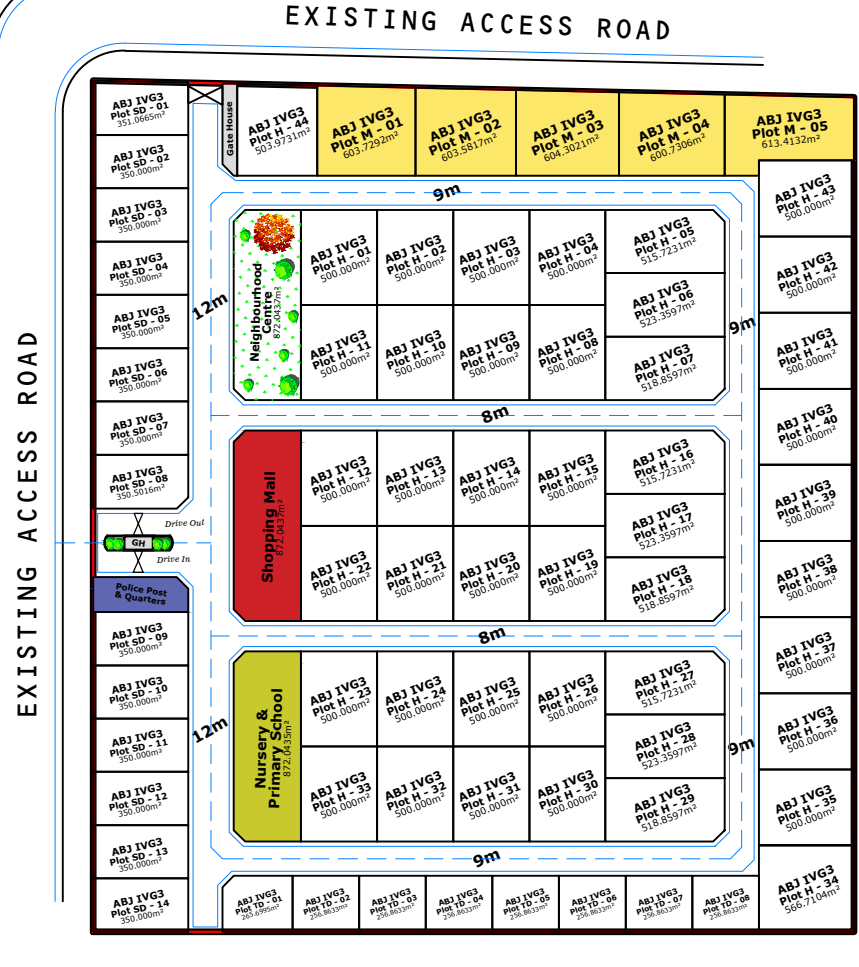 EXISTING ACCESS ROAD
EXISTING ACCESS ROAD
ABJ IVG3
Plot SD - 01
351.0665m²
ABJ IVG3
Plot SD - 02
350.000m²
ABJ IVG3
Plot SD - 03
350.000m²
ABJ IVG3
Plot SD - 04
350.000m²
ABJ IVG3
Plot SD - 05
350.000m²
ABJ IVG3
Plot SD - 06
350.000m²
ABJ IVG3
Plot SD - 07
350.000m²
ABJ IVG3
Plot SD - 08
350.5016m²
Drive Out
GH
Drive In
Police Post
& Quarters
ABJ IVG3
Plot SD - 09
350.000m²
ABJ IVG3
Plot SD - 10
350.000m²
ABJ IVG3
Plot SD - 11
350.000m²
ABJ IVG3
Plot SD - 12
350.000m²
ABJ IVG3
Plot SD - 13
350.000m²
ABJ IVG3
Plot SD - 14
350.000m²
Gate House
ABJ IVG3
Plot H - 44
503.9731m²
ABJ IVG3
Plot M - 01
603.7292m²
ABJ IVG3
Plot M - 02
603.5817m²
ABJ IVG3
Plot M - 03
604.3021m²
ABJ IVG3
Plot M - 04
600.7306m²
ABJ IVG3
Plot M - 05
613.4132m²
9m
12m
Neighbourhood
Centre
872.0437m²
ABJ IVG3
Plot H - 01
500.000m²
ABJ IVG3
Plot H - 02
500.000m²
ABJ IVG3
Plot H - 03
500.000m²
ABJ IVG3
Plot H - 04
500.000m²
ABJ IVG3
Plot H - 05
515.7231m²
ABJ IVG3
Plot H - 06
523.3597m²
ABJ IVG3
Plot H - 07
518.8597m²
ABJ IVG3
Plot H - 11
500.000m²
ABJ IVG3
Plot H - 10
500.000m²
ABJ IVG3
Plot H - 09
500.000m²
ABJ IVG3
Plot H - 08
500.000m²
9m
8m
Shopping Mall
872.0437m²
ABJ IVG3
Plot H - 12
500.000m²
ABJ IVG3
Plot H - 13
500.000m²
ABJ IVG3
Plot H - 14
500.000m²
ABJ IVG3
Plot H - 15
500.000m²
ABJ IVG3
Plot H - 16
515.7231m²
ABJ IVG3
Plot H - 17
523.3597m²
ABJ IVG3
Plot H - 18
518.8597m²
ABJ IVG3
Plot H - 22
500.000m²
ABJ IVG3
Plot H - 21
500.000m²
ABJ IVG3
Plot H - 20
500.000m²
ABJ IVG3
Plot H - 19
500.000m²
8m
12m
Nursery &
Primary School
872.0435m²
ABJ IVG3
Plot H - 23
500.000m²
ABJ IVG3
Plot H - 24
500.000m²
ABJ IVG3
Plot H - 25
500.000m²
ABJ IVG3
Plot H - 26
500.000m²
ABJ IVG3
Plot H - 27
515.7231m²
ABJ IVG3
Plot H - 28
523.3597m²
ABJ IVG3
Plot H - 29
518.8597m²
ABJ IVG3
Plot H - 33
500.000m²
ABJ IVG3
Plot H - 32
500.000m²
ABJ IVG3
Plot H - 31
500.000m²
ABJ IVG3
Plot H - 30
500.000m²
9m
9m
ABJ IVG3
Plot H - 43
500.000m²
ABJ IVG3
Plot H - 42
500.000m²
ABJ IVG3
Plot H - 41
500.000m²
ABJ IVG3
Plot H - 40
500.000m²
ABJ IVG3
Plot H - 39
500.000m²
ABJ IVG3
Plot H - 38
500.000m²
ABJ IVG3
Plot H - 37
500.000m²
ABJ IVG3
Plot H - 36
500.000m²
ABJ IVG3
Plot H - 35
500.000m²
ABJ IVG3
Plot H - 34
566.7104m²
ABJ IVG3
Plot TD - 01
265.6995m²
ABJ IVG3
Plot TD - 02
256.8633m²
ABJ IVG3
Plot TD - 03
256.8633m²
ABJ IVG3
Plot TD - 04
256.8633m²
ABJ IVG3
Plot TD - 05
256.8633m²
ABJ IVG3
Plot TD - 06
256.8633m²
ABJ IVG3
Plot TD - 07
256.8633m²
ABJ IVG3
Plot TD - 08
256.8633m²